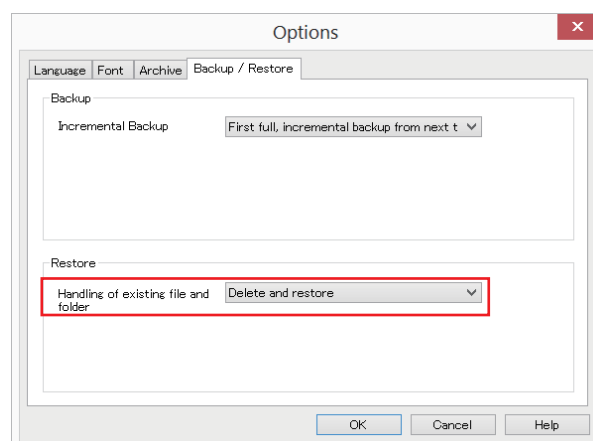 Options
Language Font Archive Backup / Restore
Backup
Incremental Backup First full, incremental backup from next t
Restore
Handling of existing file and Delete and restore
folder
OK Cancel Help